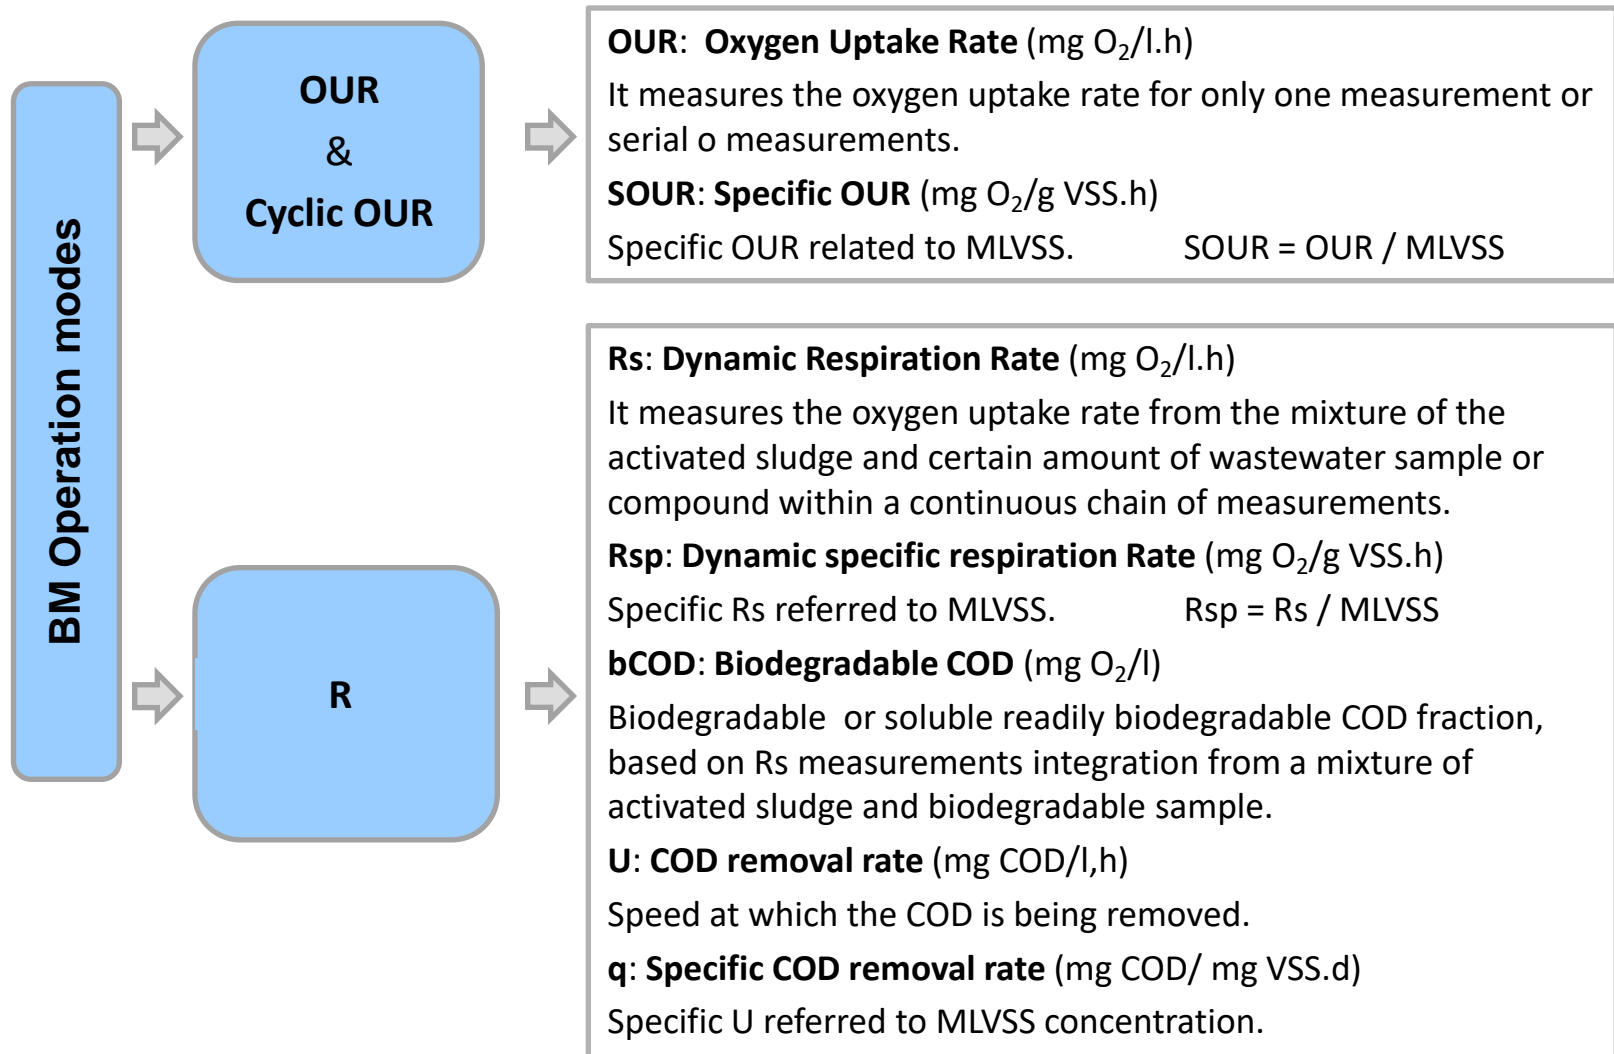 BM Operation modes
OUR
&
Cyclic OUR
OUR: Oxygen Uptake Rate (mg O₂/l.h)
It measures the oxygen uptake rate for only one measurement or
serial o measurements.
SOUR: Specific OUR (mg O₂/g VSS.h)
Specific OUR related to MLVSS. SOUR = OUR / MLVSS
R
Rs: Dynamic Respiration Rate (mg O₂/l.h)
It measures the oxygen uptake rate from the mixture of the
activated sludge and certain amount of wastewater sample or
compound within a continuous chain of measurements.
Rsp: Dynamic specific respiration Rate (mg O₂/g VSS.h)
Specific Rs referred to MLVSS. Rsp = Rs / MLVSS
bCOD: Biodegradable COD (mg O₂/l)
Biodegradable or soluble readily biodegradable COD fraction,
based on Rs measurements integration from a mixture of
activated sludge and biodegradable sample.
U: COD removal rate (mg COD/l,h)
Speed at which the COD is being removed.
q: Specific COD removal rate (mg COD/ mg VSS.d)
Specific U referred to MLVSS concentration.